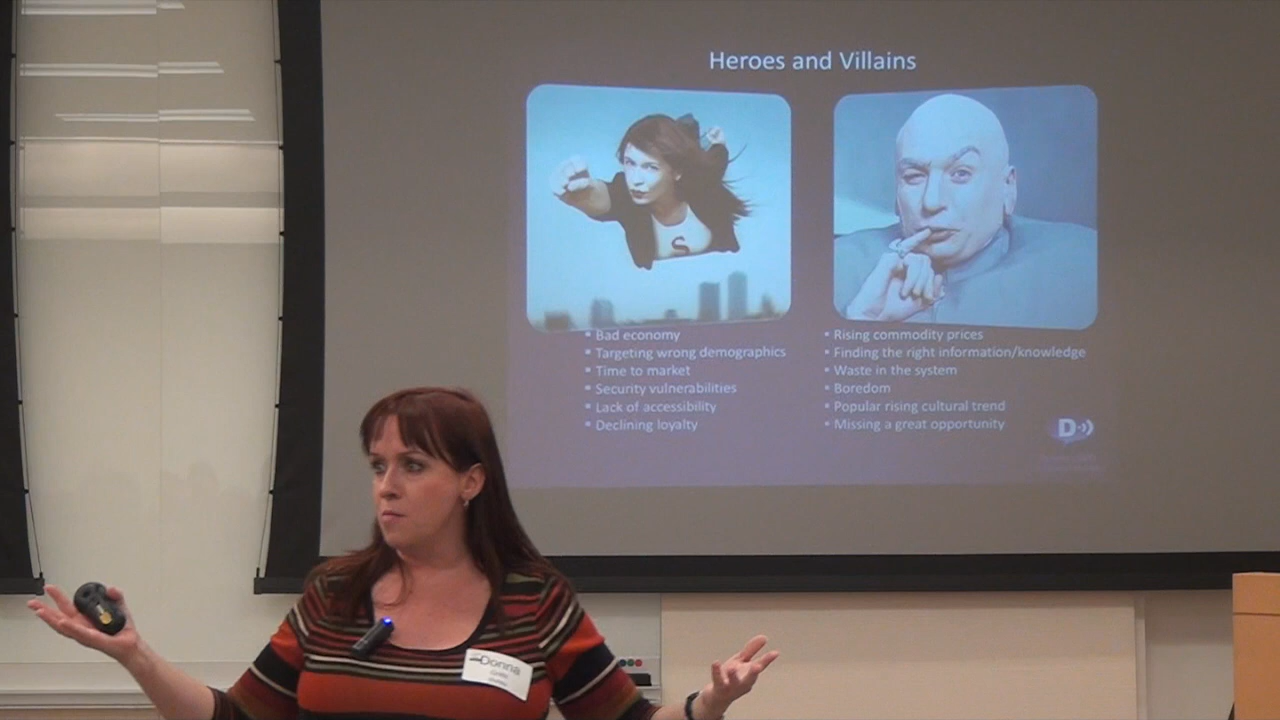 Heroes and Villains
S
▪ Bad economy
▪ Targeting wrong demographics
▪ Time to market
▪ Security vulnerabilities
▪ Lack of accessibility
▪ Declining loyalty
▪ Rising commodity prices
▪ Finding the right information/knowledge
▪ Waste in the system
▪ Boredom
▪ Popular rising cultural trend
▪ Missing a great opportunity
D
Donna